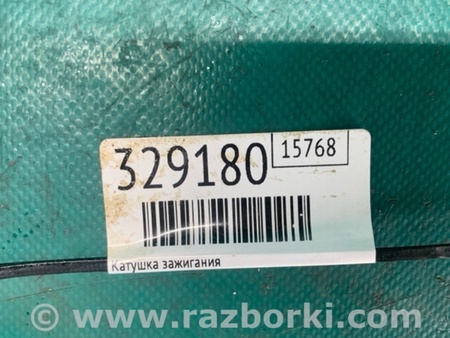 329180
15768
Катушка зажигания
© www.razborki.com